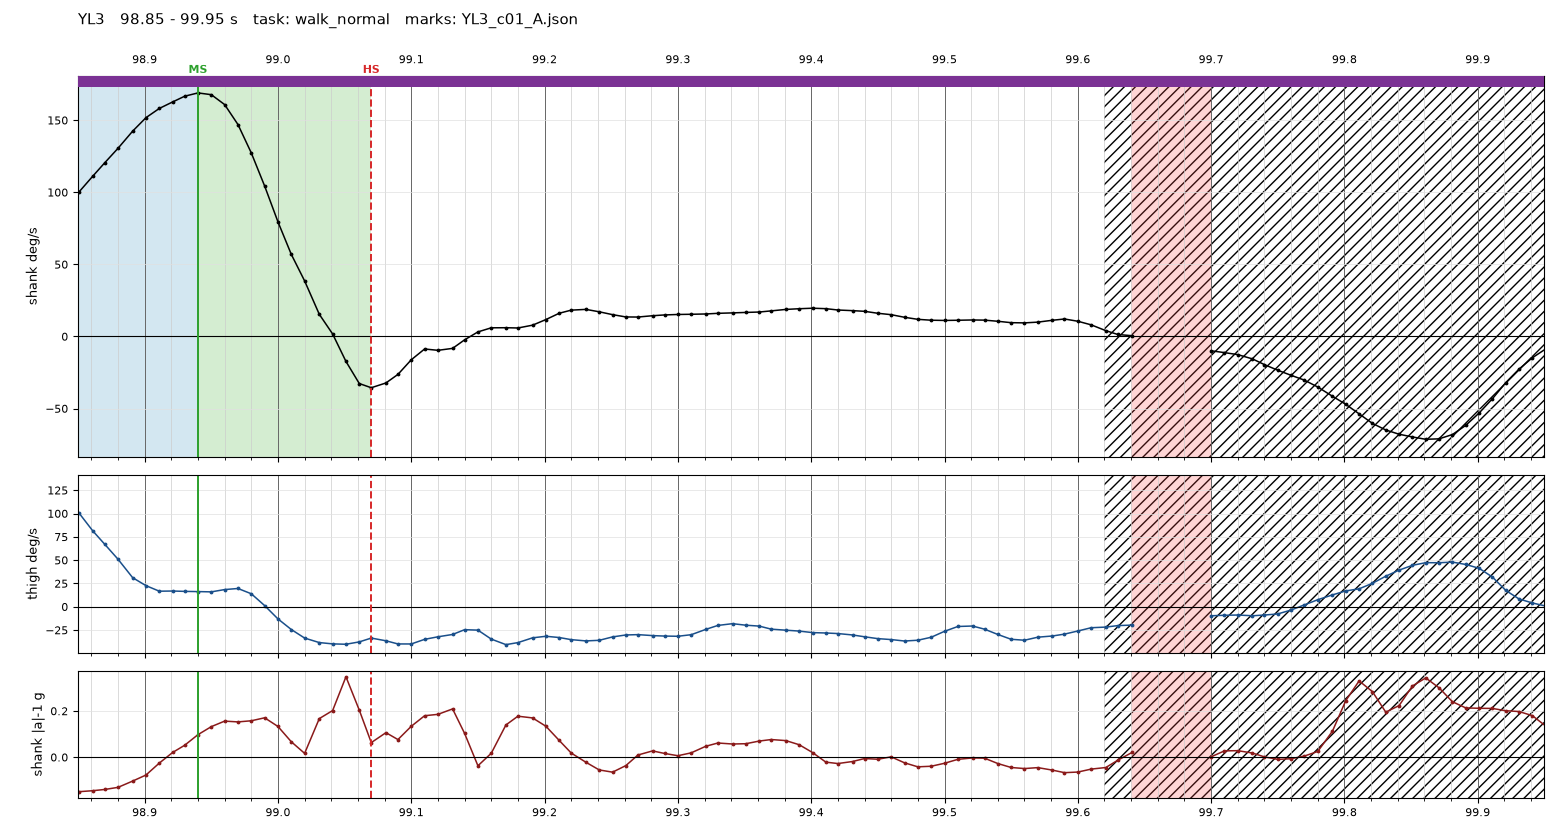 YL3   98.85 - 99.95 s   task: walk_normal   marks: YL3_c01_A.json
98.9 99.0 99.1 99.2 99.3 99.4 99.5 99.6 99.7 99.8 99.9
MS HS
shank deg/s
150
100
50
0
−50
thigh deg/s
125
100
75
50
25
0
−25
shank |a|-1 g
0.2
0.0
98.9 99.0 99.1 99.2 99.3 99.4 99.5 99.6 99.7 99.8 99.9